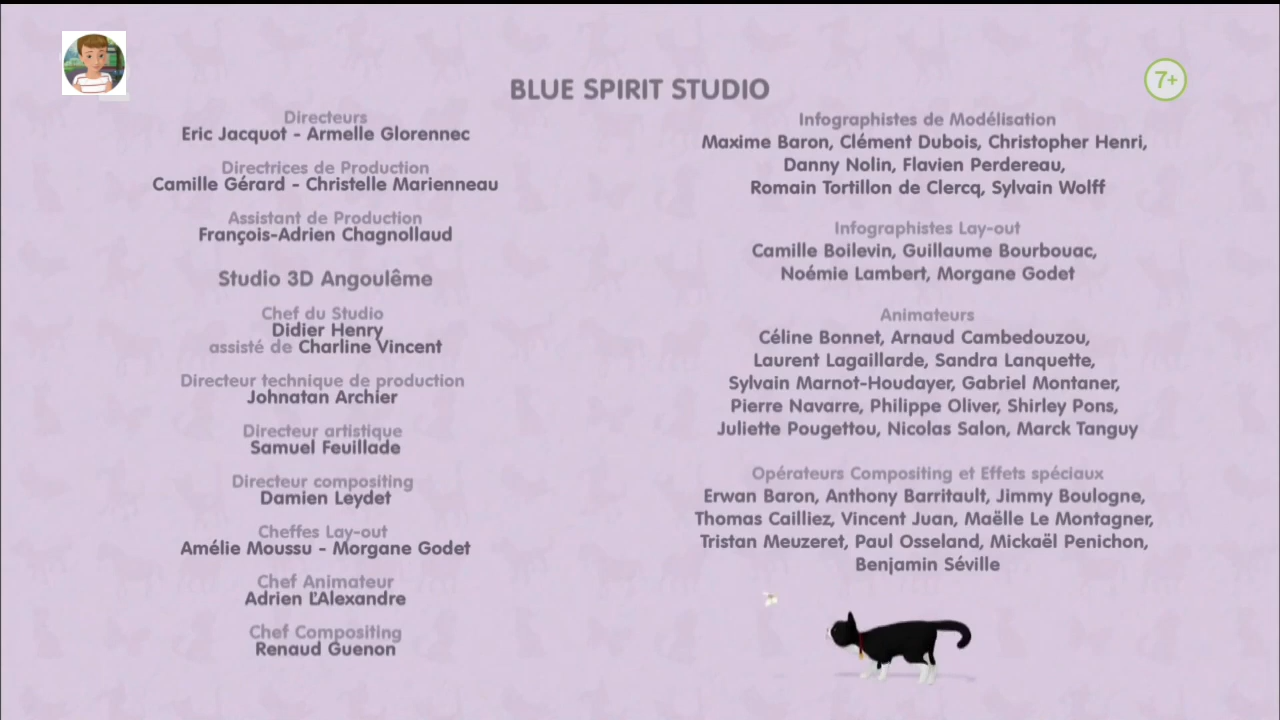 BLUE SPIRIT STUDIO
7+
Directeurs
Eric Jacquot - Armelle Glorennec
Directrices de Production
Camille Gérard - Christelle Marienneau
Assistant de Production
François-Adrien Chagnollaud
Studio 3D Angoulême
Chef du Studio
Didier Henry
assisté de Charline Vincent
Directeur technique de production
Johnatan Archier
Directeur artistique
Samuel Feuillade
Directeur compositing
Damien Leydet
Cheffes Lay-out
Amélie Moussu - Morgane Godet
Chef Animateur
Adrien L'Alexandre
Chef Compositing
Renaud Guenon
Infographistes de Modélisation
Maxime Baron, Clément Dubois, Christopher Henri,
Danny Nolin, Flavien Perdereau,
Romain Tortillon de Clercq, Sylvain Wolff
Infographistes Lay-out
Camille Boilevin, Guillaume Bourbouac,
Noémie Lambert, Morgane Godet
Animateurs
Céline Bonnet, Arnaud Cambedouzou,
Laurent Lagaillarde, Sandra Lanquette,
Sylvain Marnot-Houdayer, Gabriel Montaner,
Pierre Navarre, Philippe Oliver, Shirley Pons,
Juliette Pougettou, Nicolas Salon, Marck Tanguy
Opérateurs Compositing et Effets spéciaux
Erwan Baron, Anthony Barritault, Jimmy Boulogne,
Thomas Cailliez, Vincent Juan, Maëlle Le Montagner,
Tristan Meuzeret, Paul Osseland, Mickaël Penichon,
Benjamin Séville